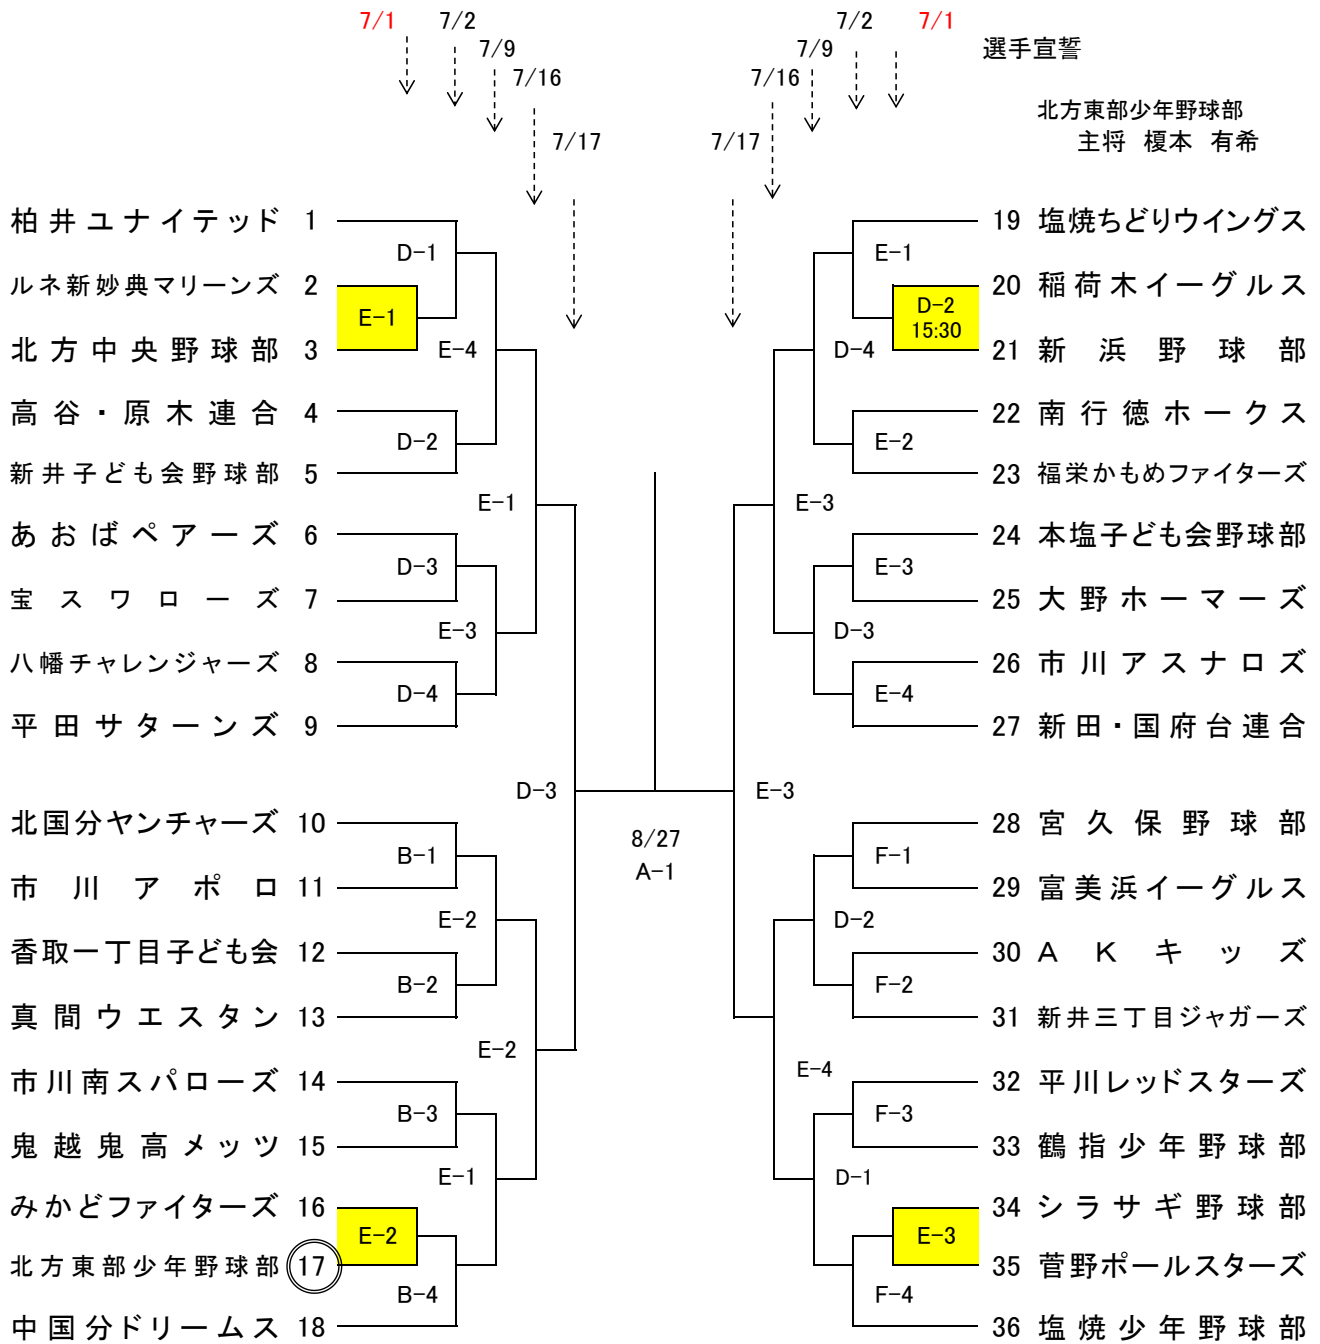 7/1 7/2 7/2 7/1
7/9 7/9 選手宣誓
7/16 7/16
北方東部少年野球部
7/17 7/17 主将 榎本 有希
柏井ユナイテッド 1 19 塩焼ちどりウイングス
D-1 E-1
ルネ新妙典マリーンズ 2 20 稲荷木イーグルス
E-1 D-2
15:30
北方中央野球部 3 E-4 D-4 21 新浜野球部
高谷・原木連合 4 22 南行徳ホークス
D-2 E-2
新井子ども会野球部 5 23 福栄かもめファイターズ
E-1 E-3
あおばペアーズ 6 24 本塩子ども会野球部
D-3 E-3
宝スワローズ 7 25 大野ホーマーズ
E-3 D-3
八幡チャレンジャーズ 8 26 市川アスナロズ
D-4 E-4
平田サターンズ 9 27 新田・国府台連合
D-3 E-3
北国分ヤンチャーズ 10 8/27 28 宮久保野球部
B-1 A-1 F-1
市川アポロ 11 29 富美浜イーグルス
E-2 D-2
香取一丁目子ども会 12 30 AKキッズ
B-2 F-2
真間ウエスタン 13 31 新井三丁目ジャガーズ
E-2 E-4
市川南スパローズ 14 32 平川レッドスターズ
B-3 F-3
鬼越鬼高メッツ 15 33 鶴指少年野球部
E-1 D-1
みかどファイターズ 16 34 シラサギ野球部
E-2 E-3
北方東部少年野球部 17 35 菅野ポールスターズ
B-4 F-4
中国分ドリームス 18 36 塩焼少年野球部